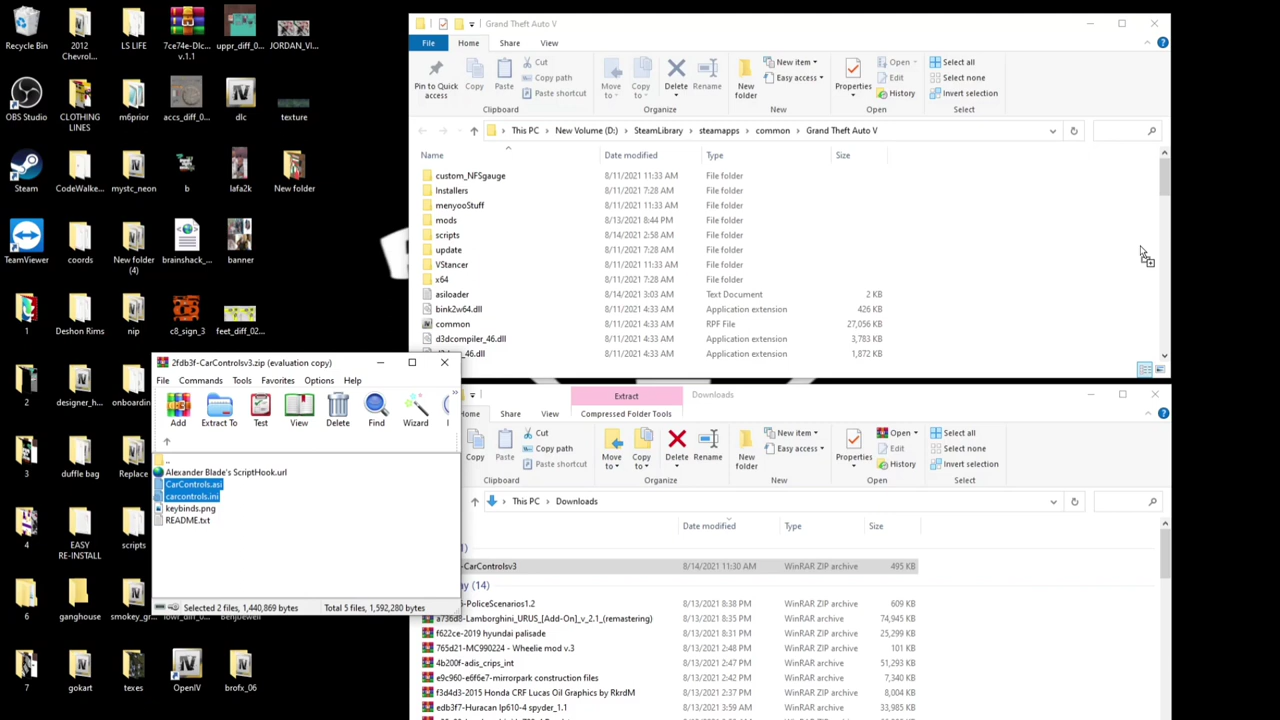 Recycle Bin
2012
Chevrol...
LS LIFE
7ce74e-Dlc...
v.1.1
uppr_diff_0...
JORDAN_VI...
OBS Studio
CLOTHING
LINES
m6prior
accs_diff_0...
dlc
texture
Steam
CodeWalke...
mystc_neon
b
lafa2k
New folder
TeamViewer
coords
New folder
(4)
brainshack_...
banner
1
Deshon Rims
nip
c8_sign_3
feet_diff_02...
2
designer_h...
onboardin
3
duffle bag
Replace
4
EASY
RE-INSTALL
scripts
6
ganghouse
smokey_gr...
lowr_diff_0...
benjoewell
7
gokart
texes
OpenIV
brofx_06
Grand Theft Auto V
File
Home
Share
View
Pin to Quick
access
Copy
Paste
Cut
Copy path
Paste shortcut
Clipboard
Move
to
Copy
to
Delete
Rename
Organize
New
folder
New item
Easy access
New
Properties
Open
Edit
History
Open
Select all
Select none
Invert selection
Select
This PC > New Volume (D:) > SteamLibrary > steamapps > common > Grand Theft Auto V
Name Date modified Type Size
custom_NFSgauge 8/11/2021 11:33 AM File folder
Installers 8/11/2021 7:28 AM File folder
menyooStuff 8/11/2021 11:33 AM File folder
mods 8/13/2021 8:44 PM File folder
scripts 8/14/2021 2:58 AM File folder
update 8/11/2021 7:28 AM File folder
VStancer 8/11/2021 11:33 AM File folder
x64 8/11/2021 7:28 AM File folder
asiloader 8/14/2021 3:03 AM Text Document 2 KB
bink2w64.dll 8/11/2021 4:33 AM Application extension 426 KB
common 8/11/2021 4:33 AM RPF File 27,056 KB
d3dcompiler_46.dll 8/11/2021 4:33 AM Application extension 3,783 KB
_46.dll 8/11/2021 4:33 AM Application extension 1,872 KB
2fdb3f-CarControlsv3.zip (evaluation copy)
File Commands Tools Favorites Options Help
Add
Extract To
Test
View
Delete
Find
Wizard
..
Alexander Blade's ScriptHook.url
CarControls.asi
carcontrols.ini
keybinds.png
README.txt
Selected 2 files, 1,440,869 bytes
Total 5 files, 1,592,280 bytes
Extract
Downloads
Home
Share
View
Compressed Folder Tools
Copy
Paste
Cut
Copy path
Paste shortcut
Clipboard
Move
to
Copy
to
Delete
Rename
Organize
New
folder
New item
Easy access
New
Properties
Open
Edit
History
Open
Select all
Select none
Invert selection
Select
This PC > Downloads
Date modified Type Size
1)
-CarControlsv3 8/14/2021 11:30 AM WinRAR ZIP archive 495 KB
ay (14)
-PoliceScenarios1.2 8/13/2021 8:38 PM WinRAR ZIP archive 609 KB
a736d8-Lamborghini_URUS_[Add-On]_v_2.1_(remastering) 8/13/2021 8:35 PM WinRAR ZIP archive 74,945 KB
f622ce-2019 hyundai palisade 8/13/2021 8:31 PM WinRAR ZIP archive 25,299 KB
765d21-MC990224 - Wheelie mod v.3 8/13/2021 2:48 PM WinRAR ZIP archive 101 KB
4b200f-adis_crips_int 8/13/2021 2:47 PM WinRAR ZIP archive 51,293 KB
e9c960-e6f6e7-mirrorpark construction files 8/13/2021 2:38 PM WinRAR ZIP archive 7,340 KB
f3d4d3-2015 Honda CRF Lucas Oil Graphics by RkrdM 8/13/2021 2:37 PM WinRAR ZIP archive 8,004 KB
edb3f7-Huracan lp610-4 spyder_1.1 8/13/2021 3:59 AM WinRAR ZIP archive 33,985 KB